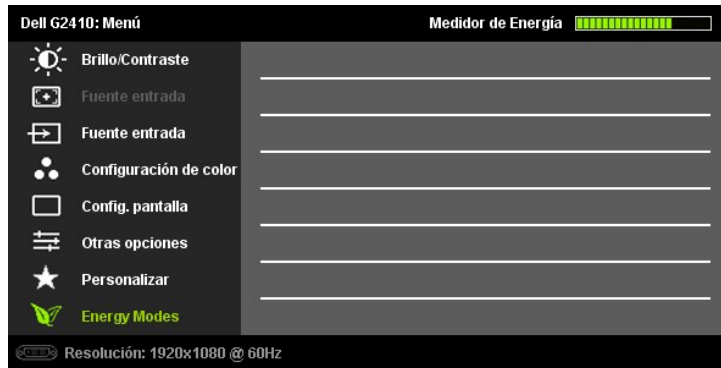 Dell G2410: Menú
Medidor de Energía
Brillo/Contraste
Fuente entrada
Fuente entrada
Configuración de color
Config. pantalla
Otras opciones
Personalizar
Energy Modes
Resolución: 1920x1080 @ 60Hz